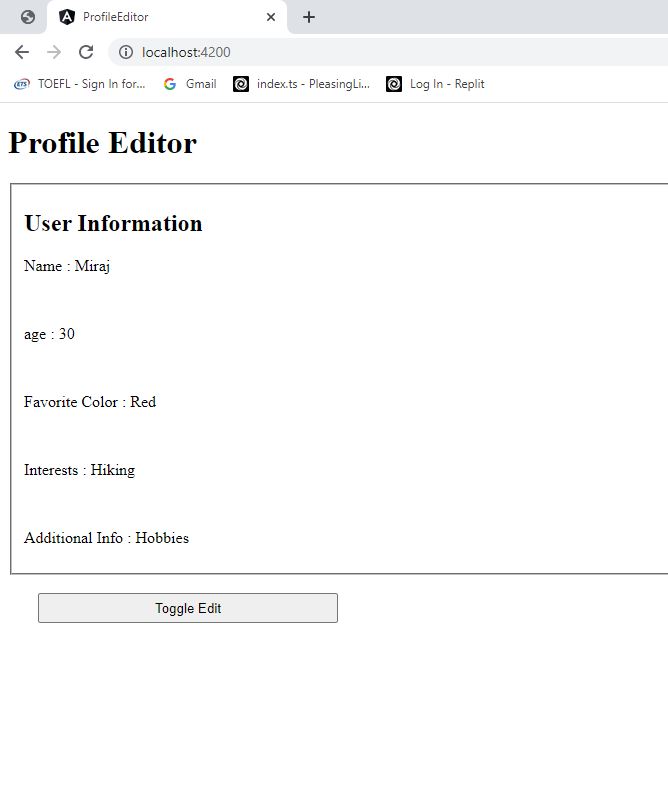 ProfileEditor
localhost:4200
ETS TOEFL - Sign In for... Gmail index.ts - PleasingLi... Log In - Replit
Profile Editor
User Information
Name : Miraj
age : 30
Favorite Color : Red
Interests : Hiking
Additional Info : Hobbies
Toggle Edit